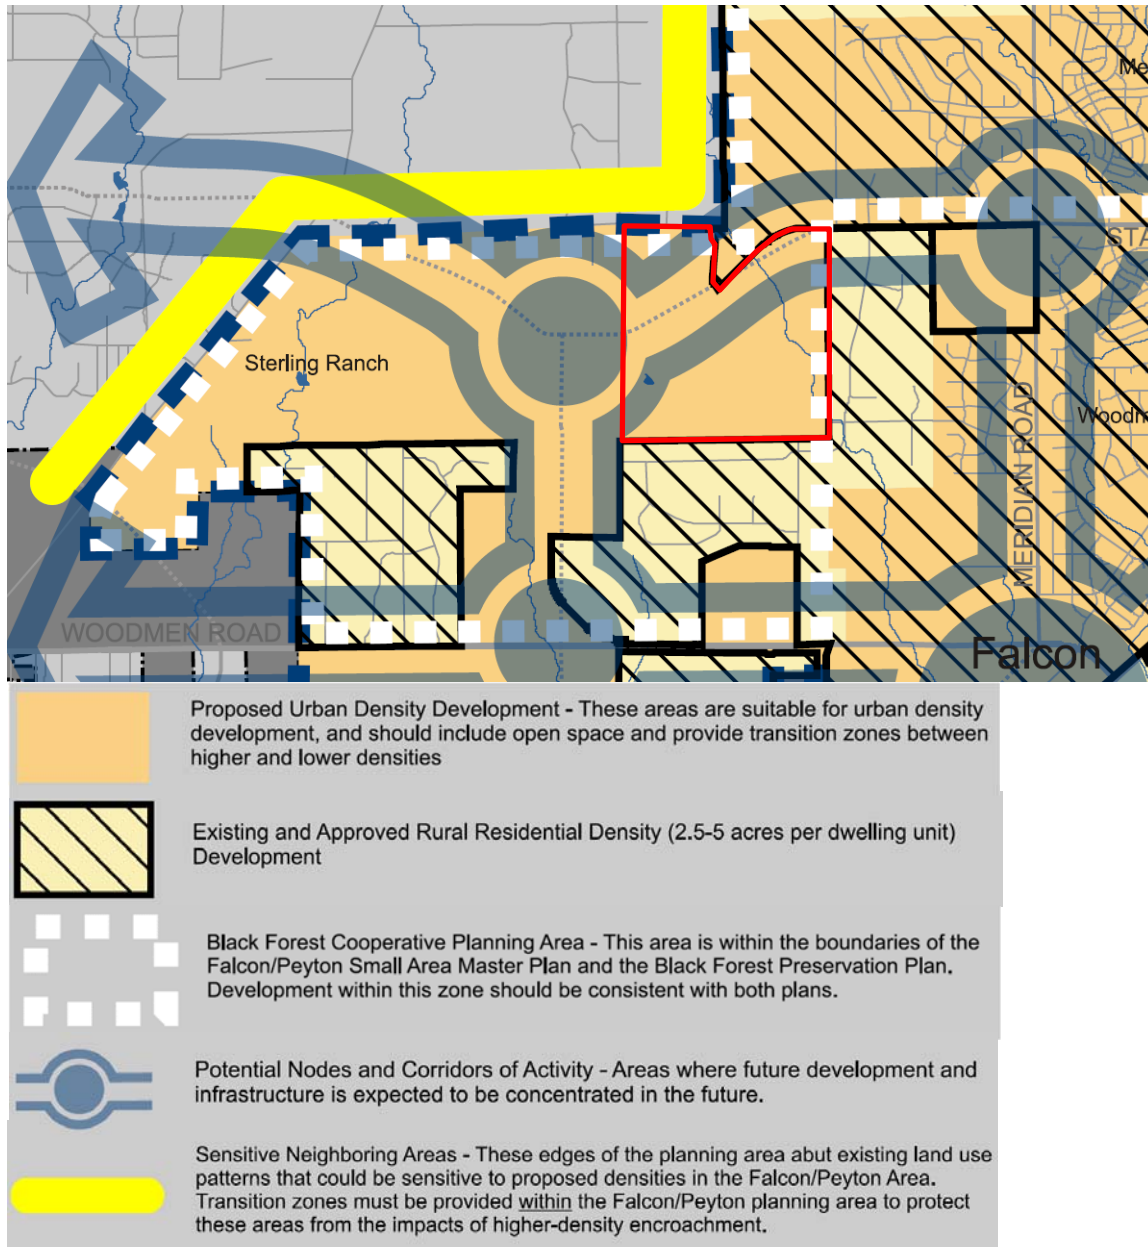 Me
STA
Sterling Ranch
MERIDIAN ROAD
Woodm
WOODMEN ROAD
Falcon
Proposed Urban Density Development - These areas are suitable for urban density
development, and should include open space and provide transition zones between
higher and lower densities
Existing and Approved Rural Residential Density (2.5-5 acres per dwelling unit)
Development
Black Forest Cooperative Planning Area - This area is within the boundaries of the
Falcon/Peyton Small Area Master Plan and the Black Forest Preservation Plan.
Development within this zone should be consistent with both plans.
Potential Nodes and Corridors of Activity - Areas where future development and
infrastructure is expected to be concentrated in the future.
Sensitive Neighboring Areas - These edges of the planning area abut existing land use
patterns that could be sensitive to proposed densities in the Falcon/Peyton Area.
Transition zones must be provided within the Falcon/Peyton planning area to protect
these areas from the impacts of higher-density encroachment.